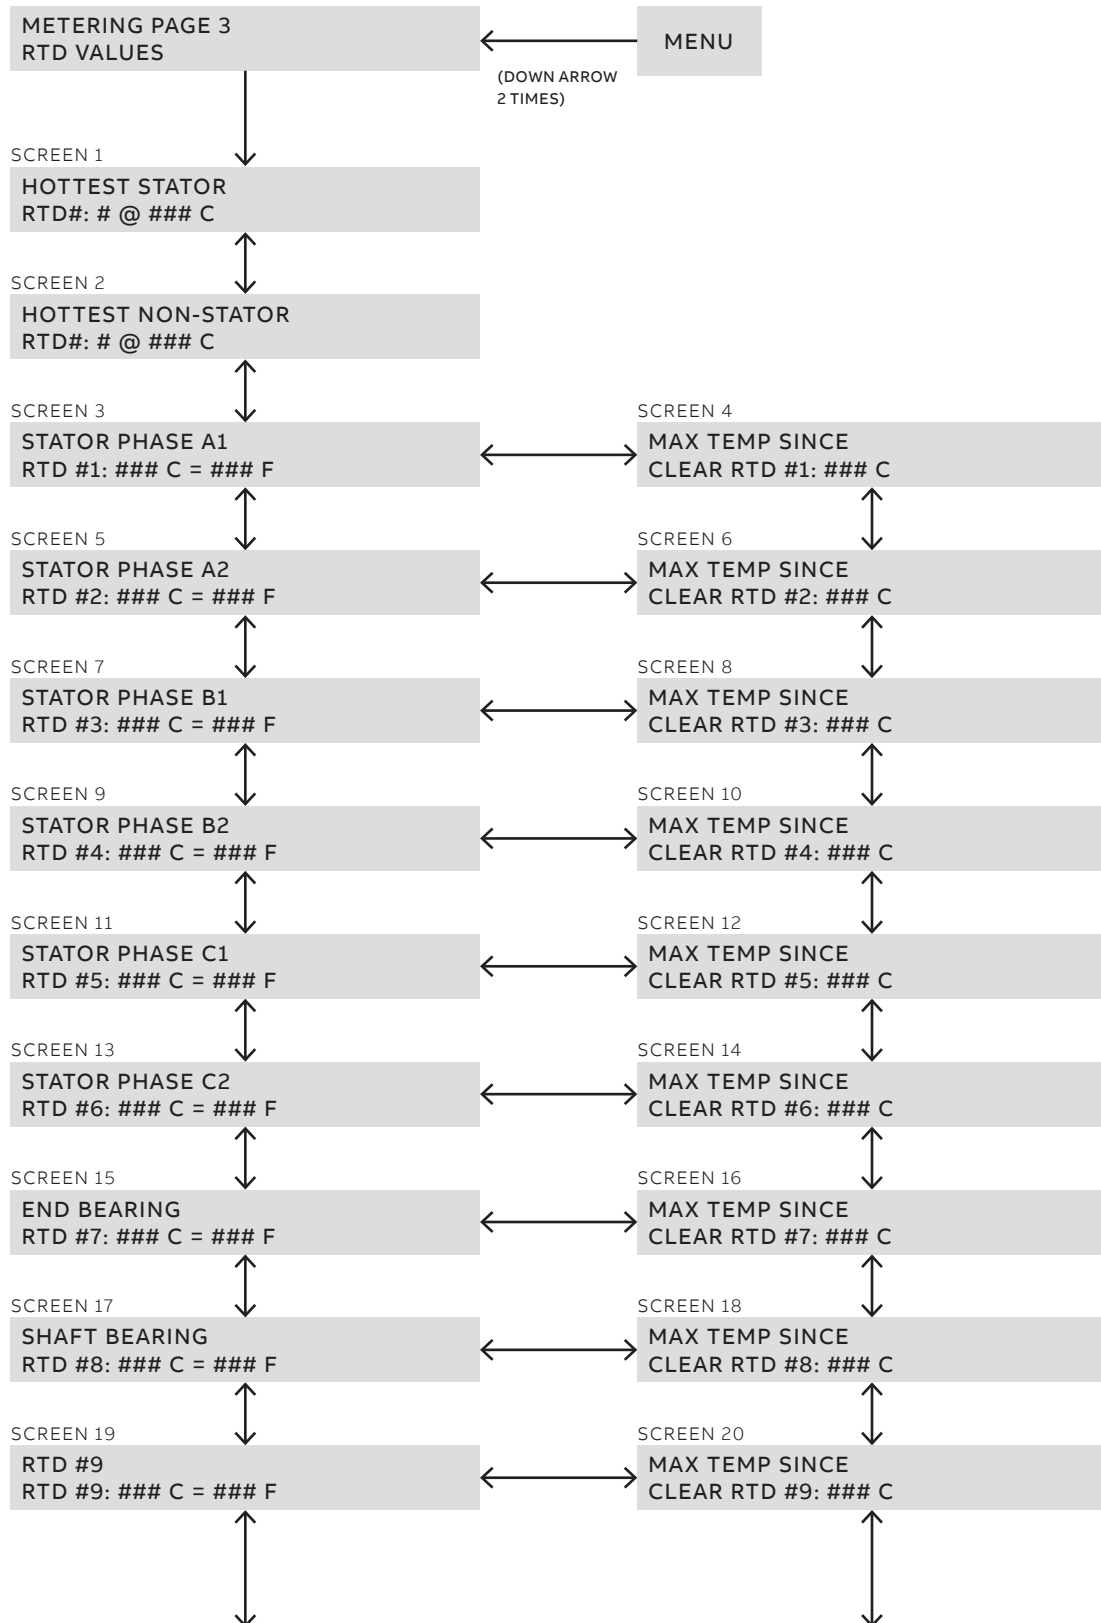 METERING PAGE 3
RTD VALUES
MENU
(DOWN ARROW
2 TIMES)
SCREEN 1
HOTTEST STATOR
RTD#: # @ ### C
SCREEN 2
HOTTEST NON-STATOR
RTD#: # @ ### C
SCREEN 3
STATOR PHASE A1
RTD #1: ### C = ### F
SCREEN 4
MAX TEMP SINCE
CLEAR RTD #1: ### C
SCREEN 5
STATOR PHASE A2
RTD #2: ### C = ### F
SCREEN 6
MAX TEMP SINCE
CLEAR RTD #2: ### C
SCREEN 7
STATOR PHASE B1
RTD #3: ### C = ### F
SCREEN 8
MAX TEMP SINCE
CLEAR RTD #3: ### C
SCREEN 9
STATOR PHASE B2
RTD #4: ### C = ### F
SCREEN 10
MAX TEMP SINCE
CLEAR RTD #4: ### C
SCREEN 11
STATOR PHASE C1
RTD #5: ### C = ### F
SCREEN 12
MAX TEMP SINCE
CLEAR RTD #5: ### C
SCREEN 13
STATOR PHASE C2
RTD #6: ### C = ### F
SCREEN 14
MAX TEMP SINCE
CLEAR RTD #6: ### C
SCREEN 15
END BEARING
RTD #7: ### C = ### F
SCREEN 16
MAX TEMP SINCE
CLEAR RTD #7: ### C
SCREEN 17
SHAFT BEARING
RTD #8: ### C = ### F
SCREEN 18
MAX TEMP SINCE
CLEAR RTD #8: ### C
SCREEN 19
RTD #9
RTD #9: ### C = ### F
SCREEN 20
MAX TEMP SINCE
CLEAR RTD #9: ### C